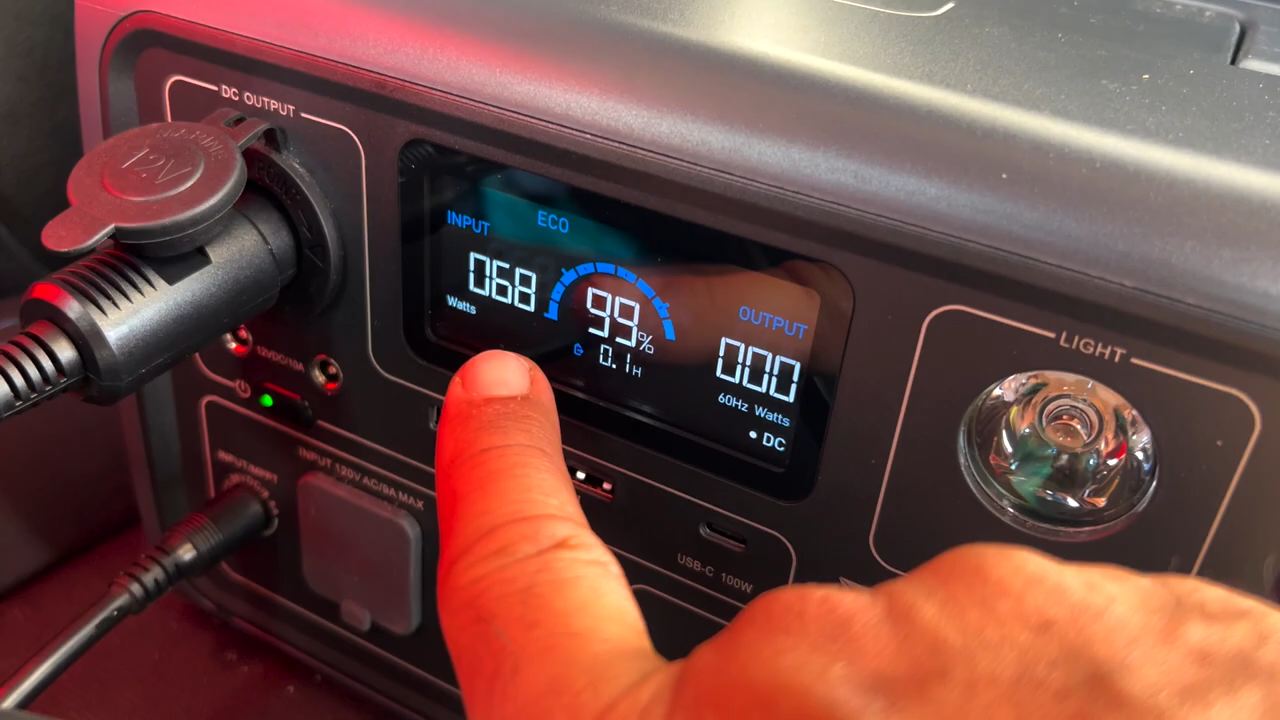 DC OUTPUT
12V
INPUT
ECO
068
Watts
99%
0.1H
OUTPUT
000
60Hz Watts
DC
LIGHT
12VDC/10A
INPUT 120V AC/9A MAX
USB-C 100W